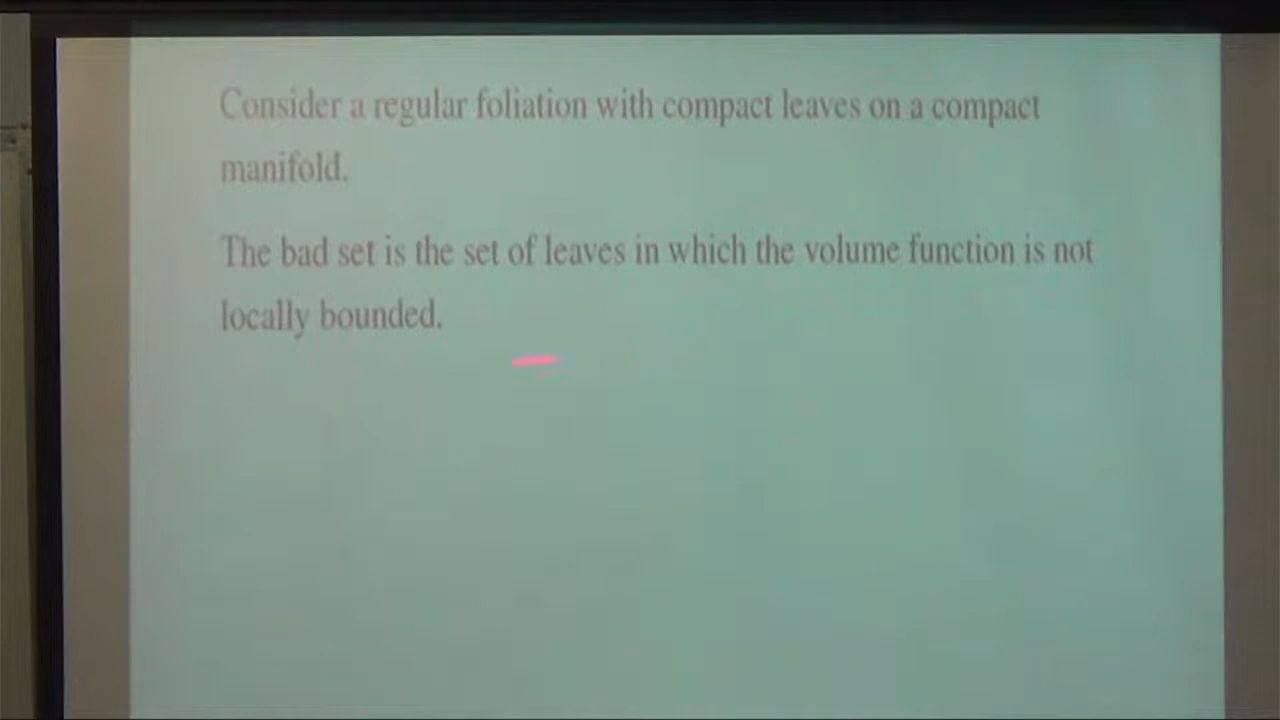 Consider a regular foliation with compact leaves on a compact
manifold.
The bad set is the set of leaves in which the volume function is not
locally bounded.